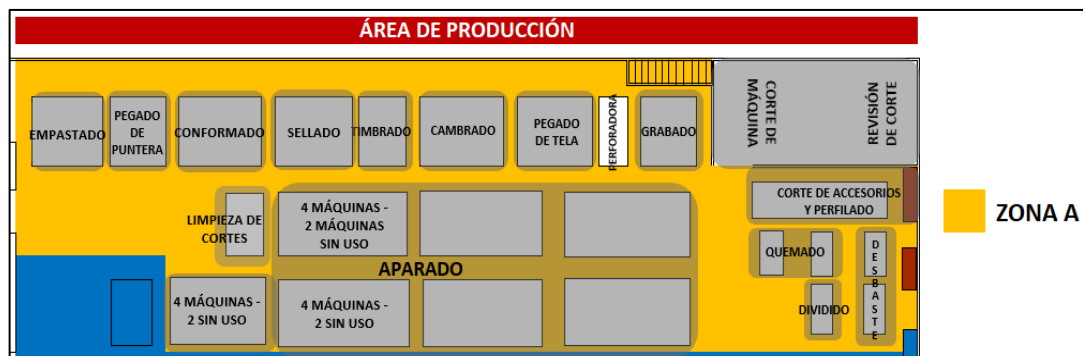 ÁREA DE PRODUCCIÓN
EMPASTADO
PEGADO
DE
PUNTERA
CONFORMADO
SELLADO
TIMBRADO
CAMBRADO
PEGADO
DE TELA
PERFORADORA
GRABADO
CORTE DE
MÁQUINA
REVISIÓN
DE CORTE
ZONA A
CORTE DE ACCESORIOS
Y PERFILADO
LIMPIEZA DE
CORTES
4 MÁQUINAS -
2 MÁQUINAS
SIN USO
QUEMADO
DESBASTE
APARADO
4 MÁQUINAS -
2 SIN USO
4 MÁQUINAS -
2 SIN USO
DIVIDIDO